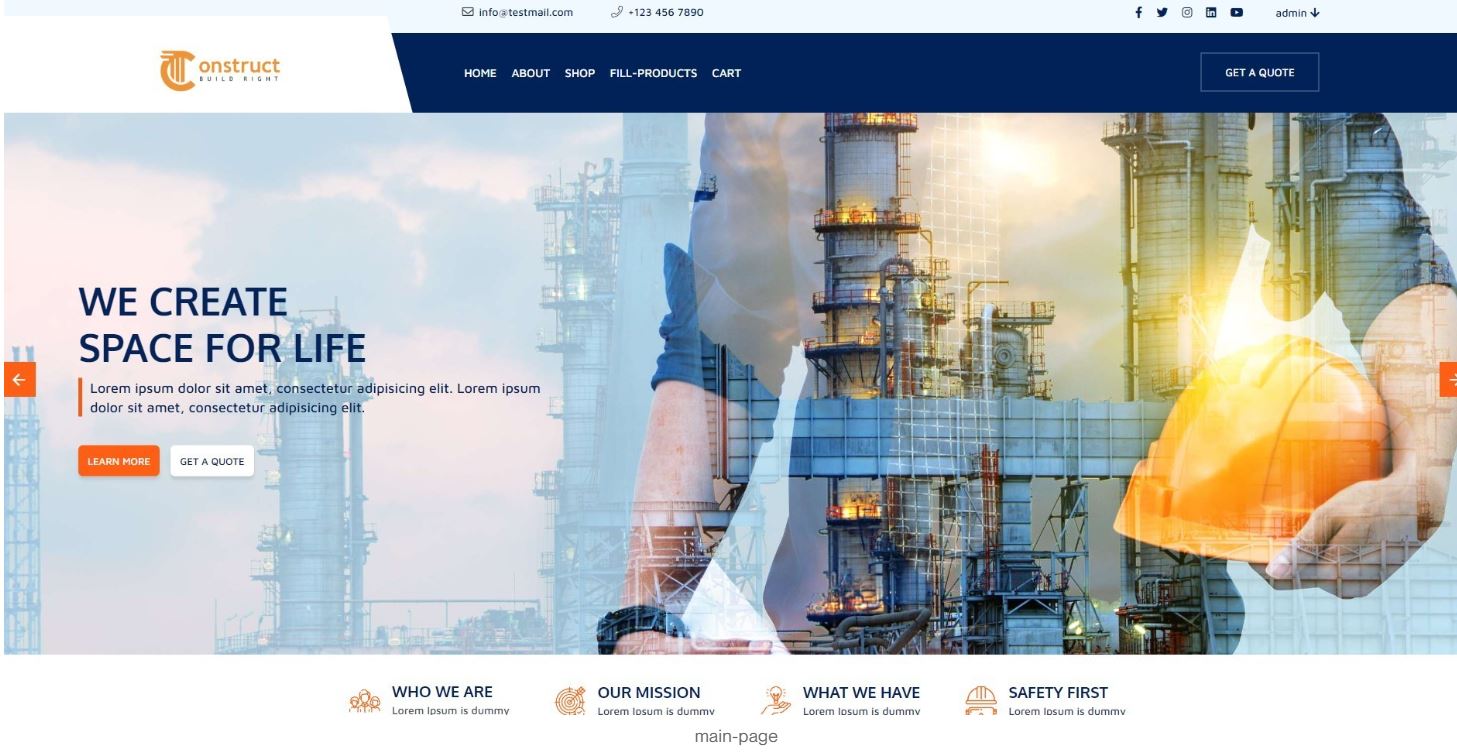 info@testmail.com
+123 456 7890
admin
onstruct
BUILD RIGHT
HOME
ABOUT
SHOP
FILL-PRODUCTS
CART
GET A QUOTE
WE CREATE
SPACE FOR LIFE
Lorem ipsum dolor sit amet, consectetur adipisicing elit. Lorem ipsum
dolor sit amet, consectetur adipisicing elit.
LEARN MORE
GET A QUOTE
WHO WE ARE
Lorem Ipsum is dummy
OUR MISSION
Lorem Ipsum is dummy
WHAT WE HAVE
Lorem Ipsum is dummy
SAFETY FIRST
Lorem Ipsum is dummy
main-page